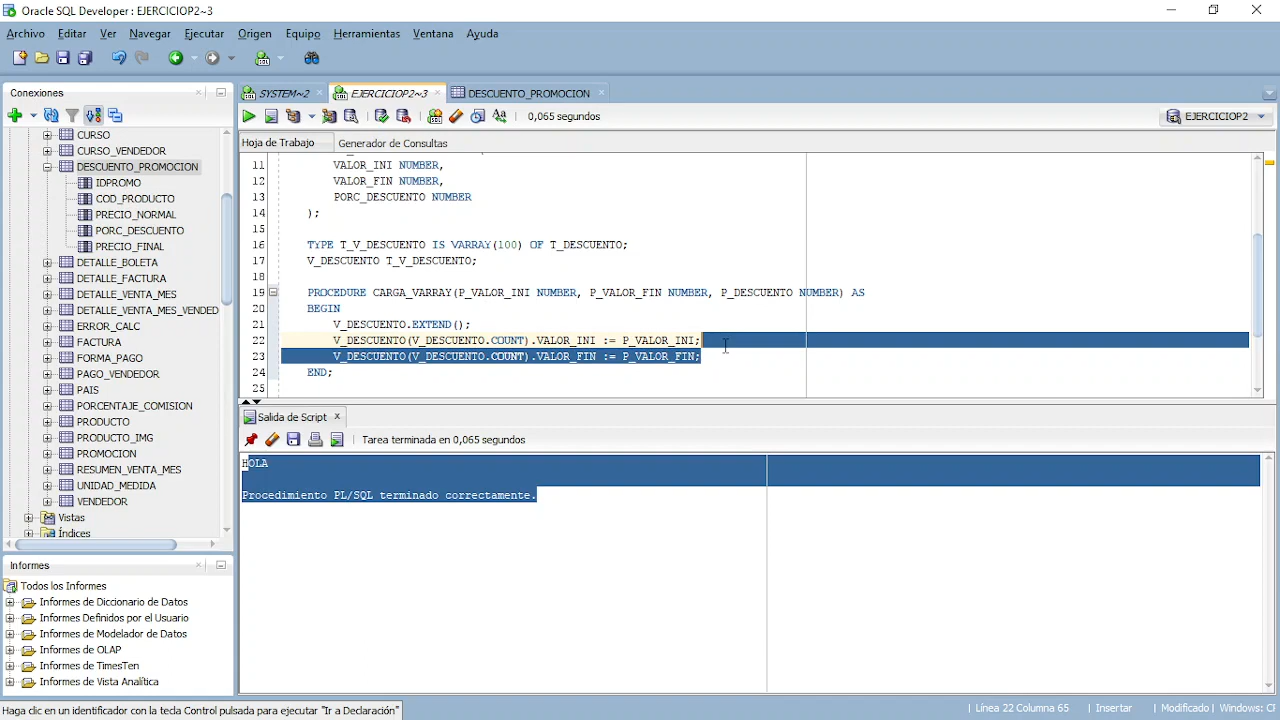 Oracle SQL Developer : EJERCICIOP2~3
Archivo Editar Ver Navegar Ejecutar Origen Equipo Herramientas Ventana Ayuda
Conexiones
SYSTEM~2
EJERCICIOP2~3
DESCUENTO_PROMOCION
0,065 segundos
EJERCICIOP2
Hoja de Trabajo
Generador de Consultas
CURSO
CURSO_VENDEDOR
DESCUENTO_PROMOCION
IDPROMO
COD_PRODUCTO
PRECIO_NORMAL
PORC_DESCUENTO
PRECIO_FINAL
DETALLE_BOLETA
DETALLE_FACTURA
DETALLE_VENTA_MES
DETALLE_VENTA_MES_VENDED
ERROR_CALC
FACTURA
FORMA_PAGO
PAGO_VENDEDOR
PAIS
PORCENTAJE_COMISION
PRODUCTO
PRODUCTO_IMG
PROMOCION
RESUMEN_VENTA_MES
UNIDAD_MEDIDA
VENDEDOR
Vistas
Índices
11 VALOR_INI NUMBER,
12 VALOR_FIN NUMBER,
13 PORC_DESCUENTO NUMBER
14 );
15
16 TYPE T_V_DESCUENTO IS VARRAY(100) OF T_DESCUENTO;
17 V_DESCUENTO T_V_DESCUENTO;
18
19 PROCEDURE CARGA_VARRAY(P_VALOR_INI NUMBER, P_VALOR_FIN NUMBER, P_DESCUENTO NUMBER) AS
20 BEGIN
21 V_DESCUENTO.EXTEND();
22 V_DESCUENTO(V_DESCUENTO.COUNT).VALOR_INI := P_VALOR_INI;
23 V_DESCUENTO(V_DESCUENTO.COUNT).VALOR_FIN := P_VALOR_FIN;
24 END;
25
Salida de Script
Tarea terminada en 0,065 segundos
HOLA
Procedimiento PL/SQL terminado correctamente.
Informes
Todos los Informes
Informes de Diccionario de Datos
Informes Definidos por el Usuario
Informes de Modelador de Datos
Informes de OLAP
Informes de TimesTen
Informes de Vista Analítica
Haga clic en un identificador con la tecla Control pulsada para ejecutar "Ir a Declaración"
Línea 22 Columna 65
Insertar
Modificado
Windows: CF